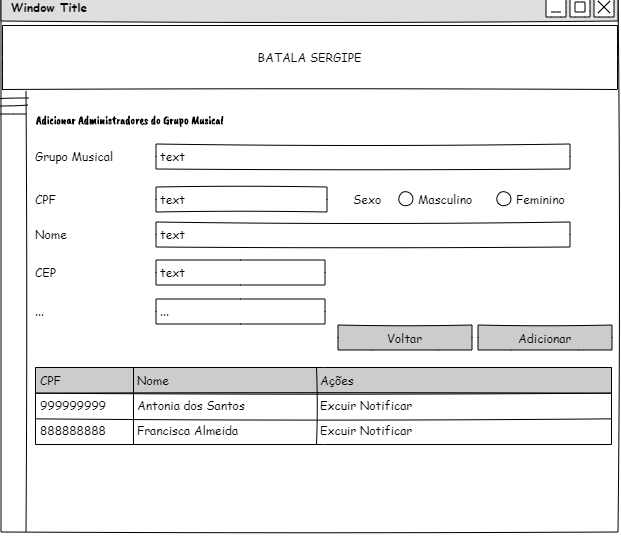 Window Title
BATALA SERGIPE
Adicionar Administradores do Grupo Musical
Grupo Musical text
CPF text Sexo Masculino Feminino
Nome text
CEP text
... ...
Voltar Adicionar
CPF Nome Ações
999999999 Antonia dos Santos Excuir Notificar
888888888 Francisca Almeida Excuir Notificar